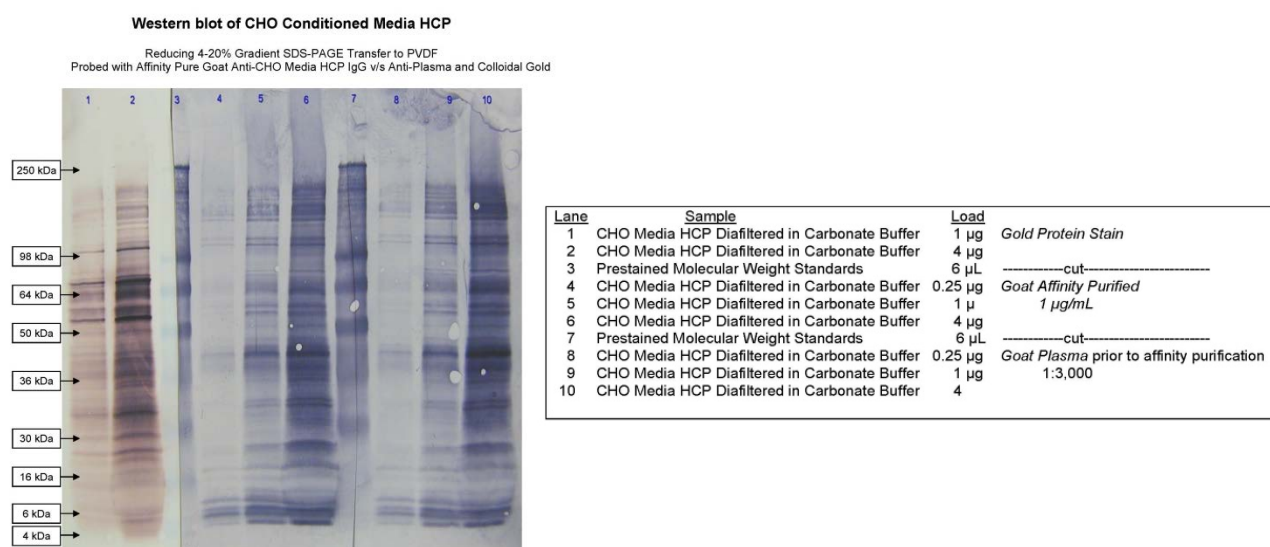 Western blot of CHO Conditioned Media HCP
Reducing 4-20% Gradient SDS-PAGE Transfer to PVDF
Probed with Affinity Pure Goat Anti-CHO Media HCP IgG v/s Anti-Plasma and Colloidal Gold
1 2 3 4 5 6 7 8 9 10
250 kDa
98 kDa
64 kDa
50 kDa
36 kDa
30 kDa
16 kDa
6 kDa
4 kDa
Lane Sample Load
1 CHO Media HCP Diafiltered in Carbonate Buffer 1 µg Gold Protein Stain
2 CHO Media HCP Diafiltered in Carbonate Buffer 4 µg
3 Prestained Molecular Weight Standards 6 µL ------------cut--------------------------
4 CHO Media HCP Diafiltered in Carbonate Buffer 0.25 µg Goat Affinity Purified
5 CHO Media HCP Diafiltered in Carbonate Buffer 1 µ 1 µg/mL
6 CHO Media HCP Diafiltered in Carbonate Buffer 4 µg
7 Prestained Molecular Weight Standards 6 µL ------------cut--------------------------
8 CHO Media HCP Diafiltered in Carbonate Buffer 0.25 µg Goat Plasma prior to affinity purification
9 CHO Media HCP Diafiltered in Carbonate Buffer 1 µg 1:3,000
10 CHO Media HCP Diafiltered in Carbonate Buffer 4